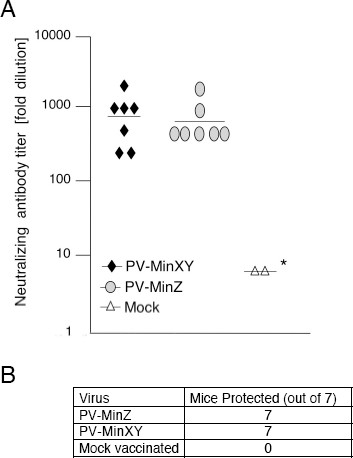 A
Neutralizing antibody titer [fold dilution]
10000
1000
100
10
1
PV-MinXY
PV-MinZ
Mock
*
B
Virus Mice Protected (out of 7)
PV-MinZ 7
PV-MinXY 7
Mock vaccinated 0